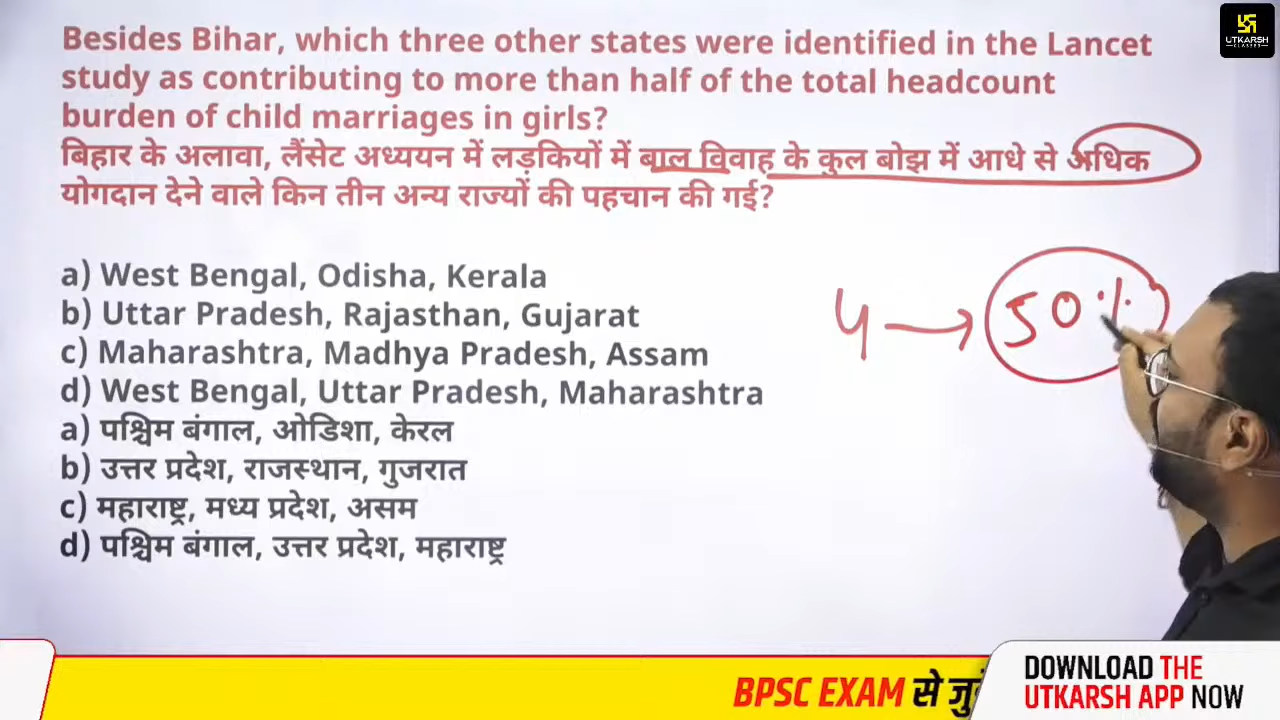 Besides Bihar, which three other states were identified in the Lancet
study as contributing to more than half of the total headcount
burden of child marriages in girls?
बिहार के अलावा, लैंसेट अध्ययन में लड़कियों में बाल विवाह के कुल बोझ में आधे से अधिक
योगदान देने वाले किन तीन अन्य राज्यों की पहचान की गई?
a) West Bengal, Odisha, Kerala
b) Uttar Pradesh, Rajasthan, Gujarat
c) Maharashtra, Madhya Pradesh, Assam
d) West Bengal, Uttar Pradesh, Maharashtra
a) पश्चिम बंगाल, ओडिशा, केरल
b) उत्तर प्रदेश, राजस्थान, गुजरात
c) महाराष्ट्र, मध्य प्रदेश, असम
d) पश्चिम बंगाल, उत्तर प्रदेश, महाराष्ट्र
4 → 50%
UTKARSH
CLASSES
BPSC EXAM से
DOWNLOAD THE
UTKARSH APP NOW